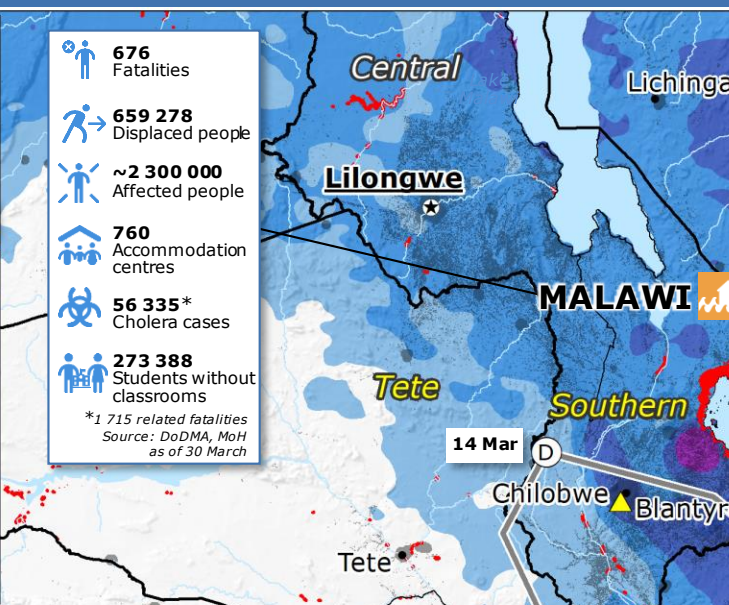 676
Fatalities
659 278
Displaced people
~2 300 000
Affected people
760
Accommodation
centres
56 335*
Cholera cases
273 388
Students without
classrooms
*1 715 related fatalities
Source: DoDMA, MoH
as of 30 March
Central
Lichinga
Lilongwe
MALAWI
Tete
Southern
14 Mar
D
Chilobwe
Blantyr
Tete